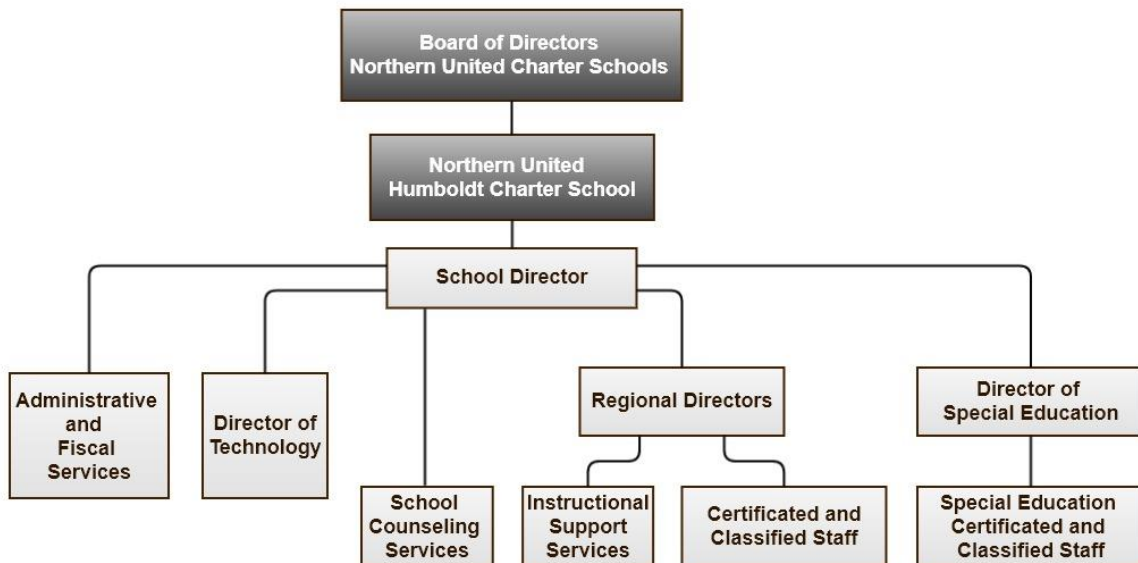 Board of Directors
Northern United Charter Schools
Northern United
Humboldt Charter School
School Director
Administrative
and
Fiscal
Services
Director of
Technology
Regional Directors
Director of
Special Education
School
Counseling
Services
Instructional
Support
Services
Certificated and
Classified Staff
Special Education
Certificated and
Classified Staff